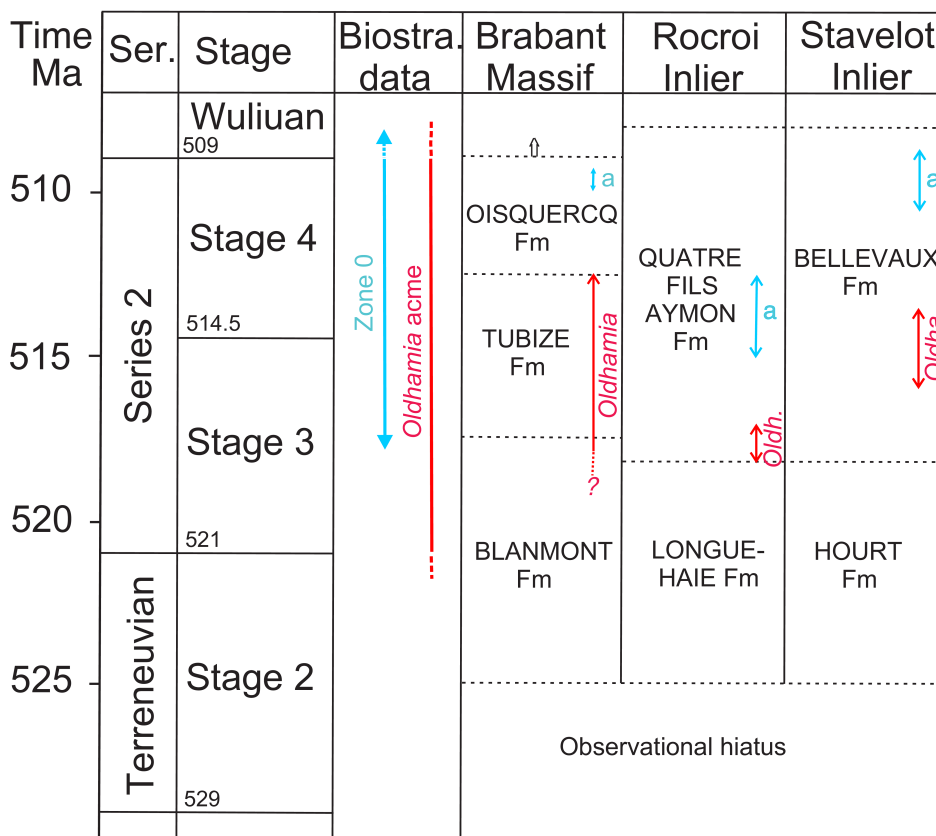 Time
Ma
Ser.
Stage
Biostra.
data
Brabant
Massif
Rocroi
Inlier
Stavelot
Inlier
Wuliuan
509
510
a
a
OISQUERCQ
Fm
Stage 4
QUATRE
FILS
AYMON
Fm
BELLEVAUX
Fm
Zone 0
a
514.5
Series 2
Oldhamia acme
TUBIZE
Fm
Oldhamia
Oldha
515
Stage 3
Oldh.
?
520
521
BLANMONT
Fm
LONGUE-
HAIE Fm
HOURT
Fm
Terreneuvian
Stage 2
525
Observational hiatus
529